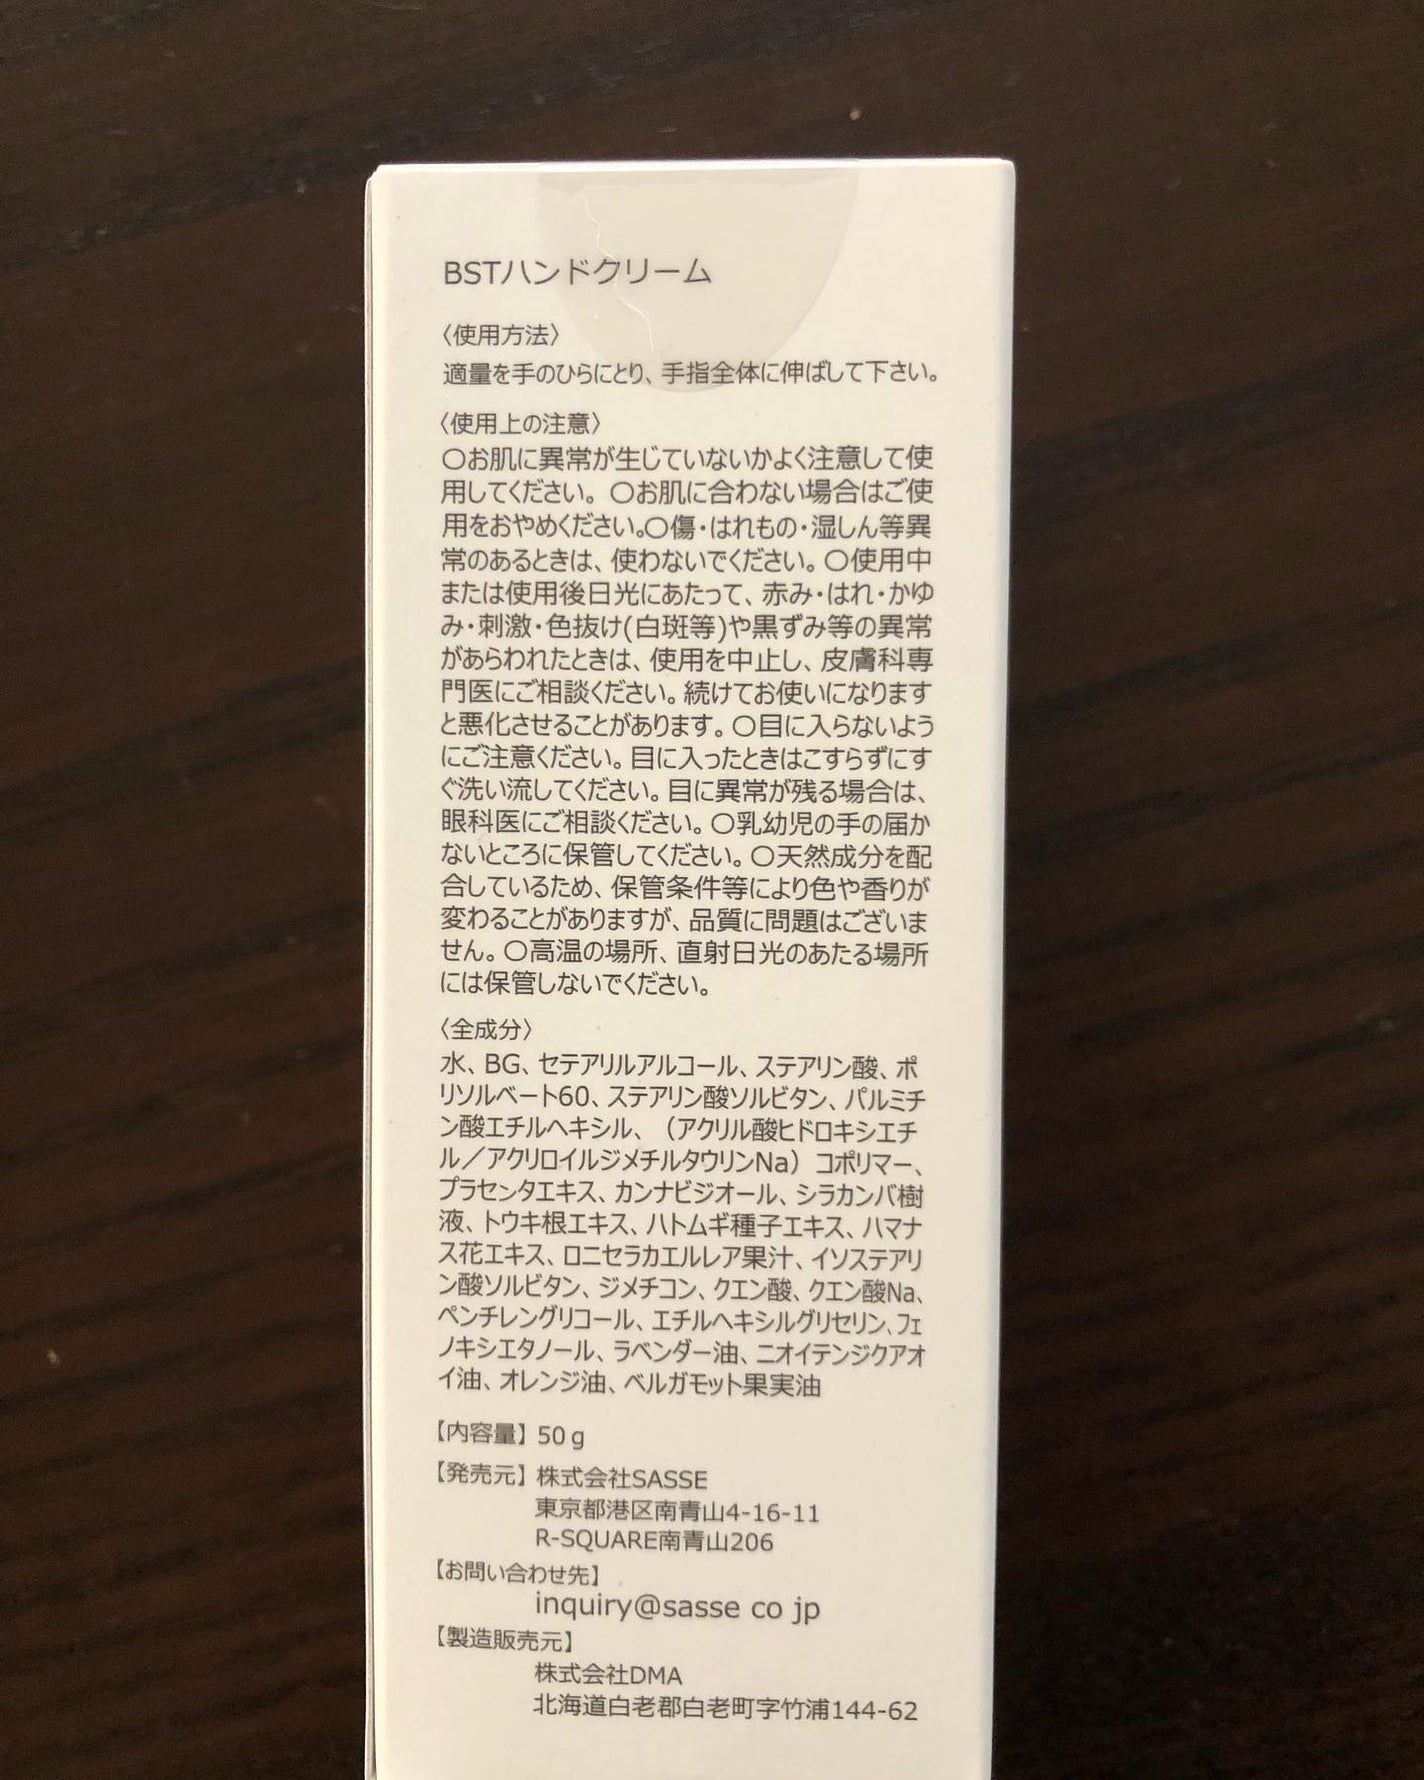 BSTハンドクリーム
〈使用方法〉
適量を手のひらにとり、手指全体に伸ばして下さい。
〈使用上の注意〉
〇お肌に異常が生じていないかよく注意して使
用してください。〇お肌に合わない場合はご使
用をおやめください。〇傷・はれもの・湿しん等異
常のあるときは、使わないでください。〇使用中
または使用後日光にあたって、赤み・はれ・かゆ
み・刺激・色抜け(白斑等)や黒ずみ等の異常
があらわれたときは、使用を中止し、皮膚科専
門医にご相談ください。続けてお使いになります
と悪化させることがあります。〇目に入らないよう
にご注意ください。目に入ったときはこすらずにす
ぐ洗い流してください。目に異常が残る場合は、
眼科医にご相談ください。〇乳幼児の手の届か
ないところに保管してください。〇天然成分を配
合しているため、保管条件等により色や香りが
変わることがありますが、品質に問題はございま
せん。〇高温の場所、直射日光のあたる場所
には保管しないでください。
〈全成分〉
水、BG、セテアリルアルコール、ステアリン酸、ポ
リソルベート60、ステアリン酸ソルビタン、パルミチ
ン酸エチルヘキシル、（アクリル酸ヒドロキシエチ
ル／アクリロイルジメチルタウリンNa）コポリマー、
プラセンタエキス、カンナビジオール、シラカンバ樹
液、トウキ根エキス、ハトムギ種子エキス、ハマナ
ス花エキス、ロニセラカエルレア果汁、イソステアリ
ン酸ソルビタン、ジメチコン、クエン酸、クエン酸Na、
ペンチレングリコール、エチルヘキシルグリセリン、フェ
ノキシエタノール、ラベンダー油、ニオイテンジクアオ
イ油、オレンジ油、ベルガモット果実油
【内容量】50g
【発売元】株式会社SASSE
東京都港区南青山4-16-11
R-SQUARE南青山206
【お問い合わせ先】
inquiry@sasse co jp
【製造販売元】
株式会社DMA
北海道白老郡白老町字竹浦144-62